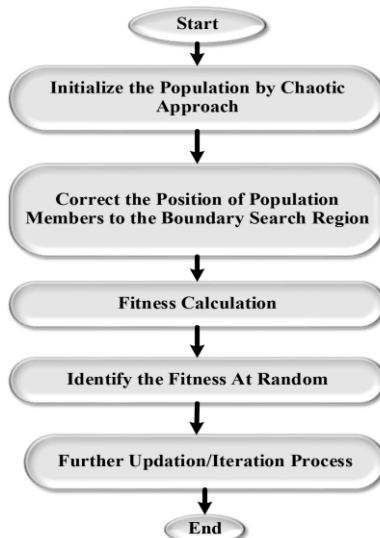 Start
Initialize the Population by Chaotic
Approach
Correct the Position of Population
Members to the Boundary Search Region
Fitness Calculation
Identify the Fitness At Random
Further Updation/Iteration Process
End